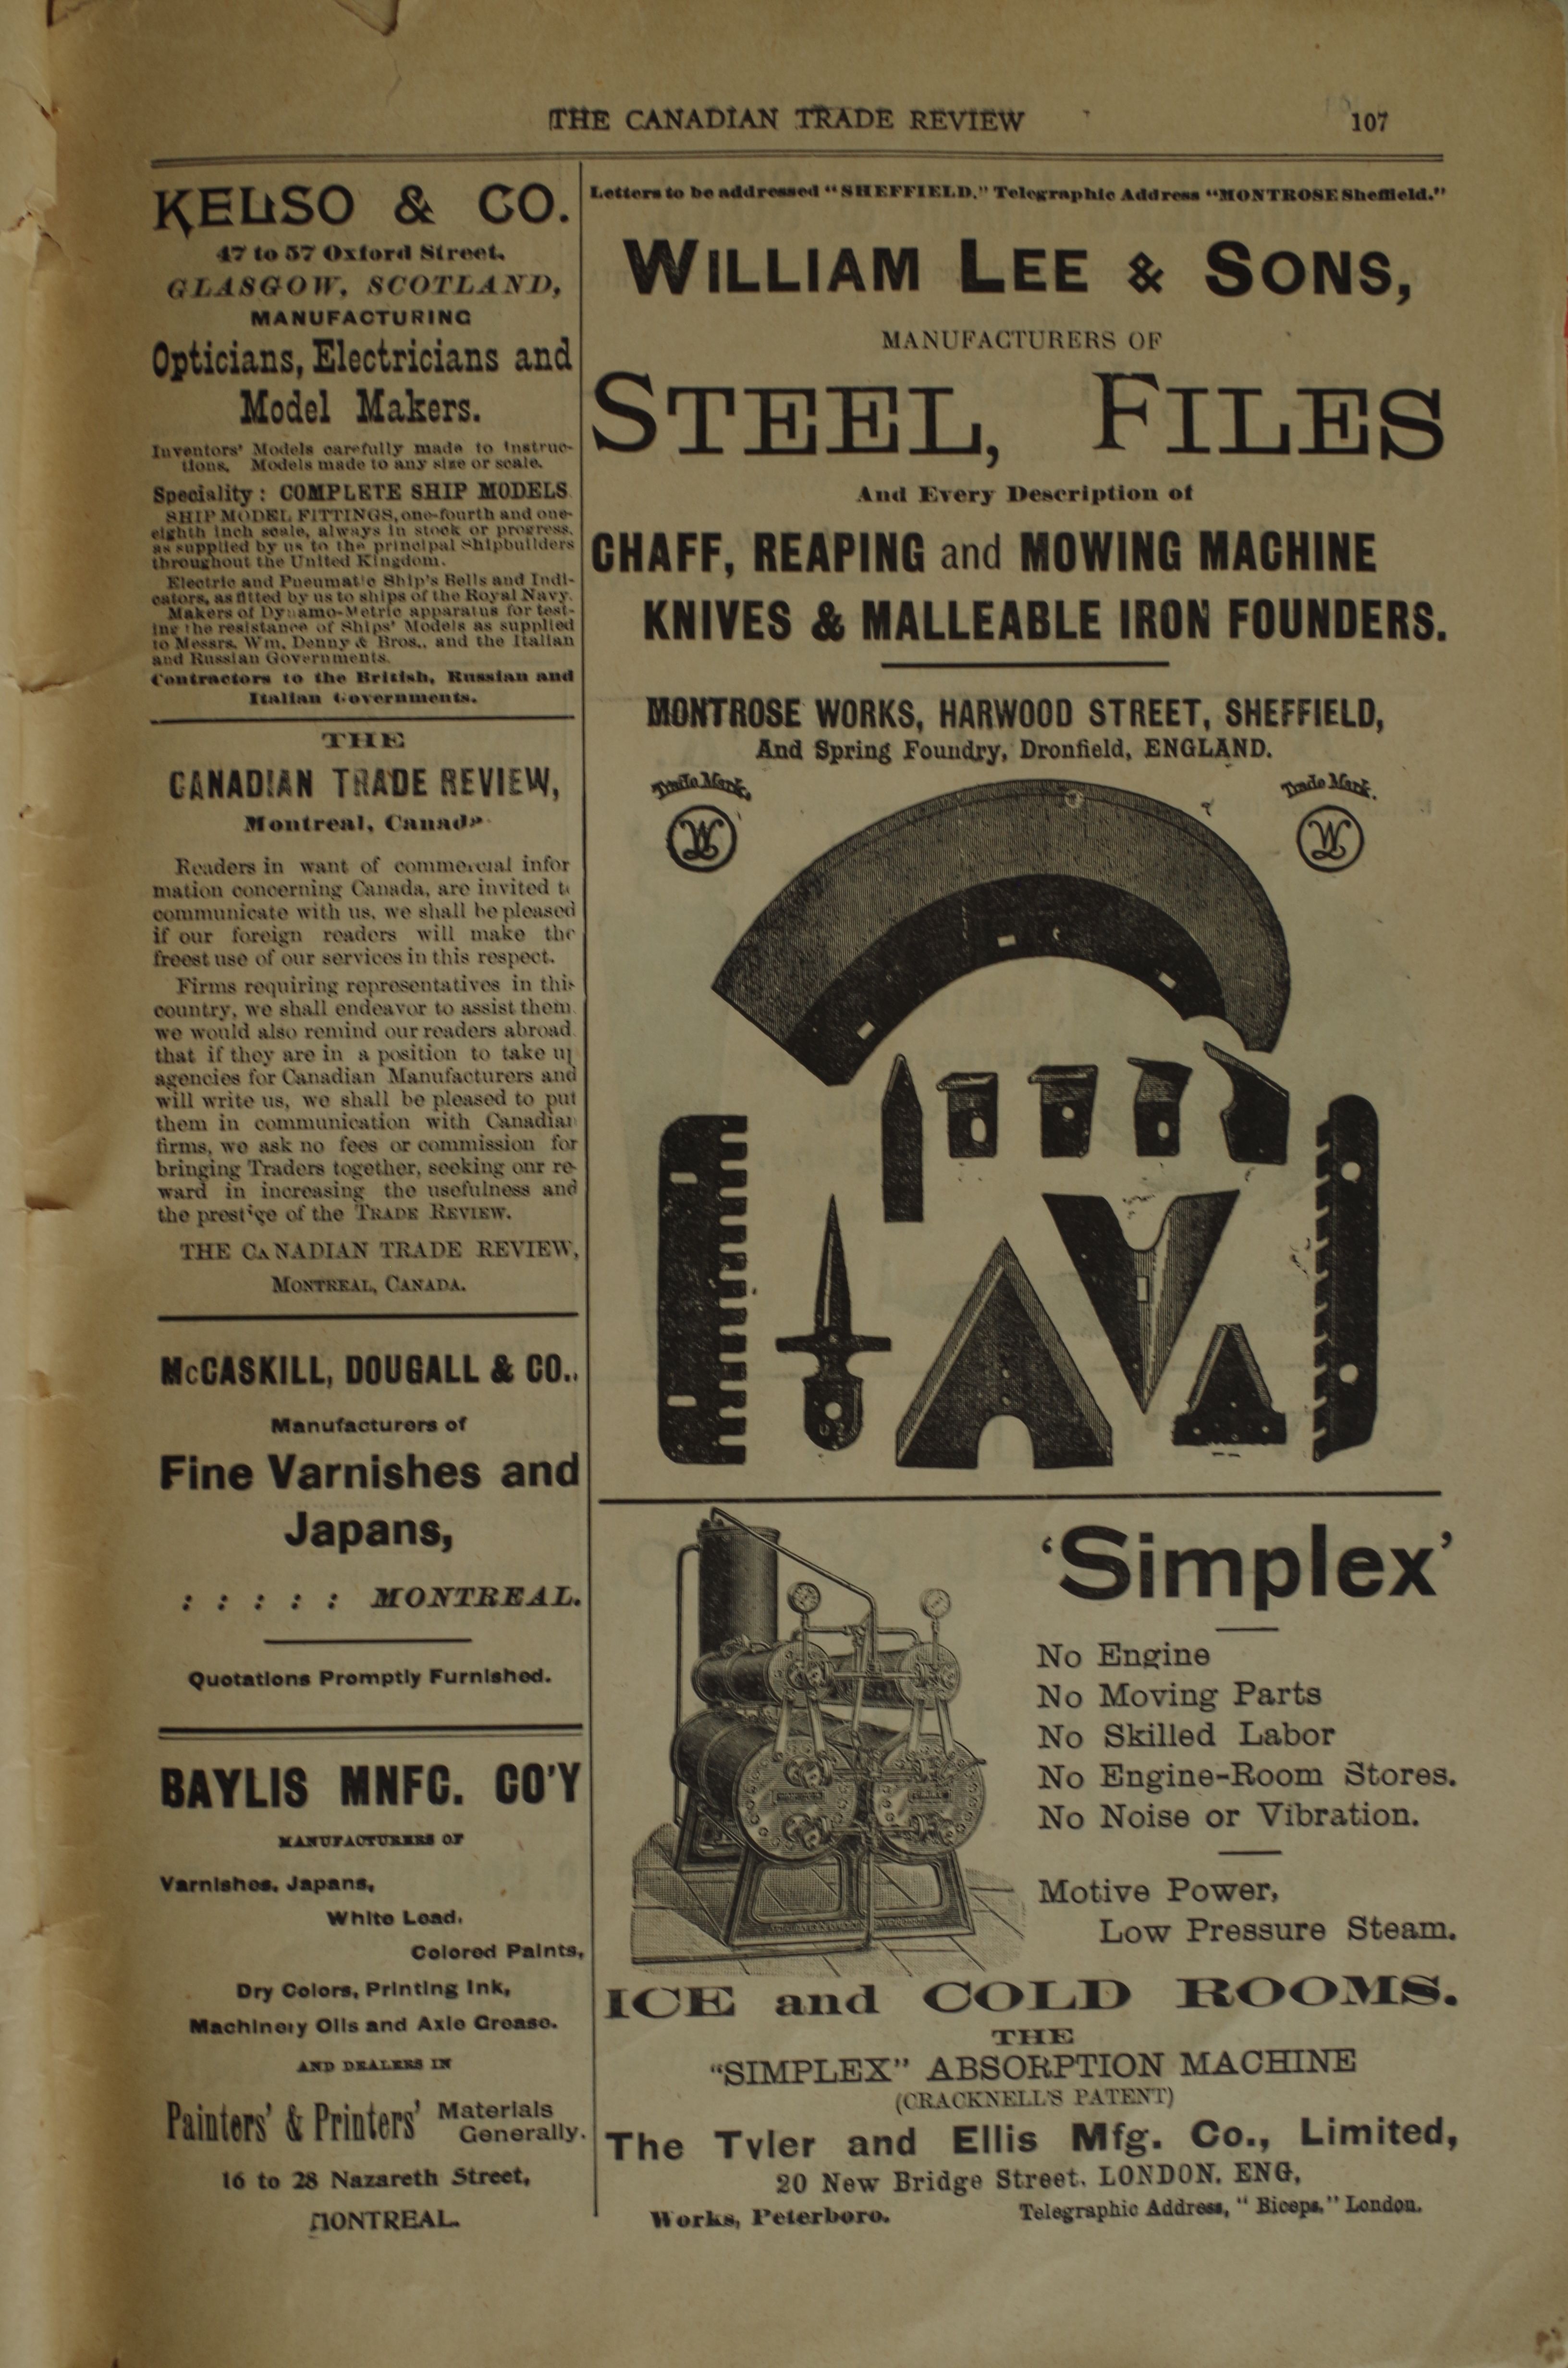 THE CANADIAN TRADE REVIEW
107
KELSO & CO.
47 to 57 Oxford Street.
GLASGOW, SCOTLAND,
MANUFACTURING
Opticians, Electricians and
Model Makers.
Inventors' Models carefully made to instruc-
tions. Models made to any size or scale.
Speciality: COMPLETE SHIP MODELS
SHIP MODEL FITTINGS, one-fourth and one-
eighth inch scale, always in stock or progress,
as supplied by us to the principal Shipbuilders
throughout the United Kingdom.
Electric and Pneumatic Ship's Bells and Indi-
cators, as fitted by us to ships of the Royal Navy.
Makers of Dynamo-Metric apparatus for test-
ing the resistance of Ships' Models as supplied
to Messrs. Wm. Denny & Bros., and the Italian
and Russian Governments.
Contractors to the British, Russian and
Italian Governments.
THE
CANADIAN TRADE REVIEW,
Montreal, Canada
Readers in want of commercial infor
mation concerning Canada, are invited to
communicate with us, we shall be pleased
if our foreign readers will make the
freest use of our services in this respect.
Firms requiring representatives in this
country, we shall endeavor to assist them
we would also remind our readers abroad
that if they are in a position to take up
agencies for Canadian Manufacturers and
will write us, we shall be pleased to put
them in communication with Canadian
firms, we ask no fees or commission for
bringing Traders together, seeking onr re-
ward in increasing the usefulness and
the prestige of the TRADE REVIEW.
THE CANADIAN TRADE REVIEW,
MONTREAL, CANADA.
McCASKILL, DOUGALL & CO.,
Manufacturers of
Fine Varnishes and
Japans,
: : : : : MONTREAL.
Quotations Promptly Furnished.
BAYLIS MNFG. CO'Y
MANUFACTURERS OF
Varnishes, Japans,
White Lead,
Colored Paints,
Dry Colors, Printing Ink,
Machinery Oils and Axle Grease.
AND DEALERS IN
Painters' & Printers' Materials
Generally.
16 to 28 Nazareth Street,
MONTREAL.
Letters to be addressed "SHEFFIELD." Telegraphic Address "MONTROSE Sheffield."
WILLIAM LEE & SONS,
MANUFACTURERS OF
STEEL, FILES
And Every Description of
CHAFF, REAPING and MOWING MACHINE
KNIVES & MALLEABLE IRON FOUNDERS.
MONTROSE WORKS, HARWOOD STREET, SHEFFIELD,
And Spring Foundry, Dronfield, ENGLAND.
Trade Mark.
Trade Mark.
'Simplex'
No Engine
No Moving Parts
No Skilled Labor
No Engine-Room Stores.
No Noise or Vibration.
Motive Power,
Low Pressure Steam.
ICE and COLD ROOMS.
THE
"SIMPLEX" ABSORPTION MACHINE
(CRACKNELL'S PATENT)
The Tyler and Ellis Mfg. Co., Limited,
20 New Bridge Street. LONDON. ENG,
Works, Peterboro.
Telegraphic Address, "Biceps," London.